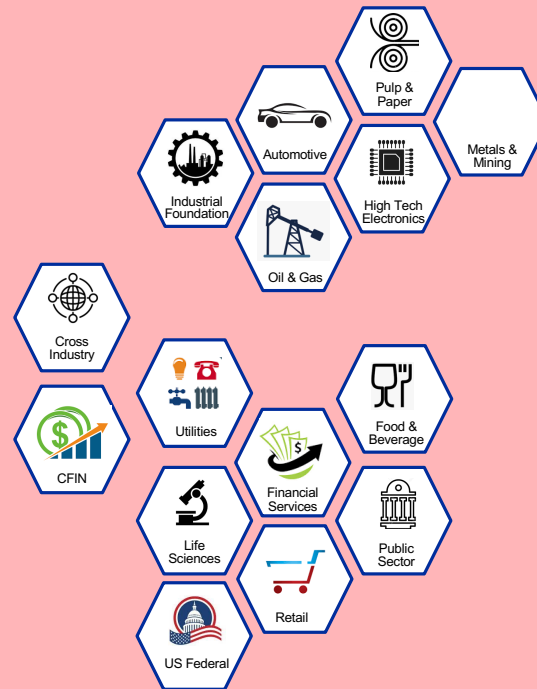 Pulp &
Paper
Automotive
Metals &
Mining
Industrial
Foundation
High Tech
Electronics
Oil & Gas
Cross
Industry
Utilities
Food &
Beverage
$
CFIN
$
Financial
Services
Life
Sciences
Public
Sector
Retail
US Federal